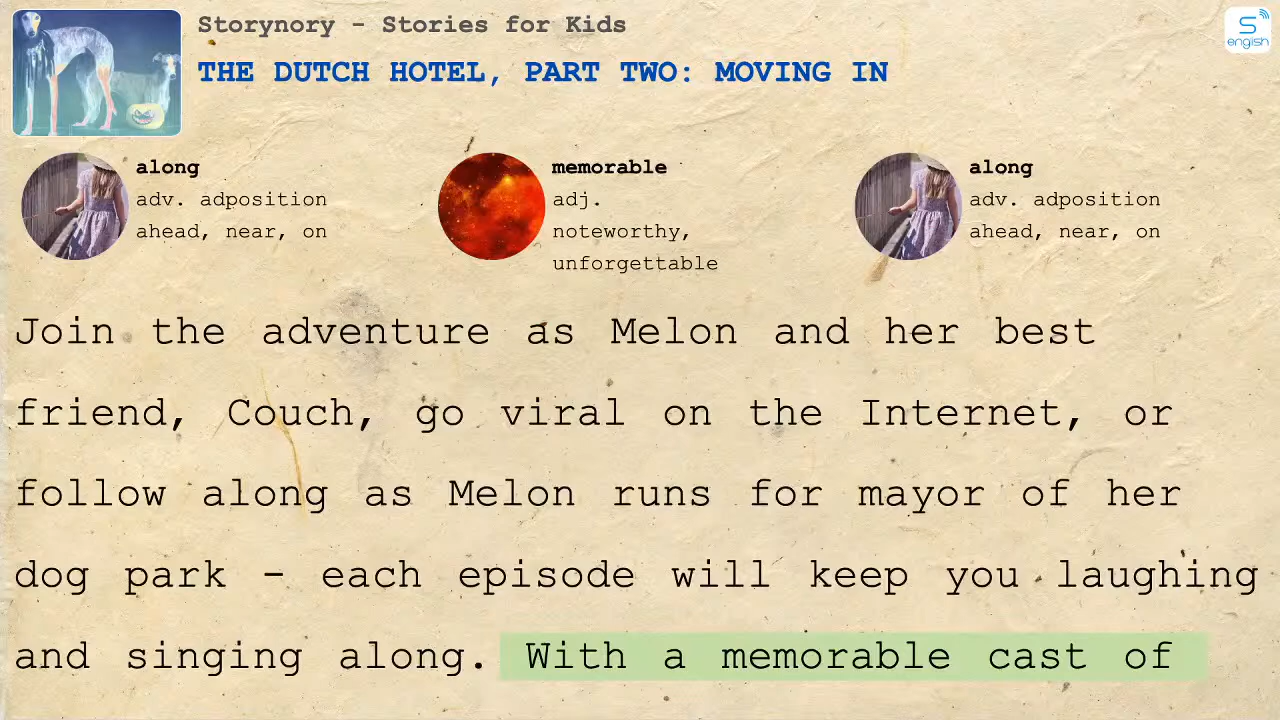 Storynory - Stories for Kids
THE DUTCH HOTEL, PART TWO: MOVING IN
S
english
along
adv. adposition
ahead, near, on
memorable
adj.
noteworthy,
unforgettable
along
adv. adposition
ahead, near, on
Join the adventure as Melon and her best
friend, Couch, go viral on the Internet, or
follow along as Melon runs for mayor of her
dog park - each episode will keep you laughing
and singing along. With a memorable cast of